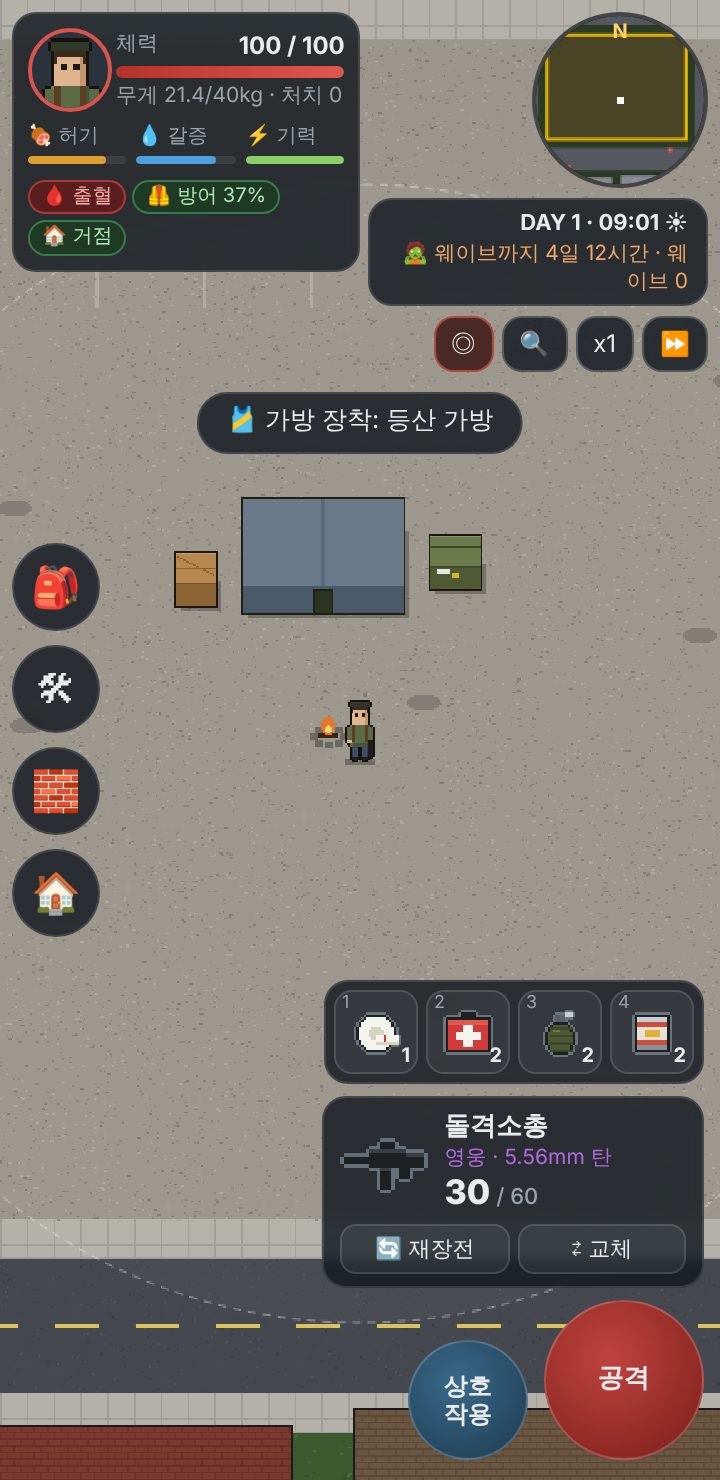 체력 100 / 100
무게 21.4/40kg · 처치 0
🍖 허기 💧 갈증 ⚡ 기력
🩸 출혈 🦺 방어 37%
🏠 거점
N
DAY 1 · 09:01 ☀
🧟 웨이브까지 4일 12시간 · 웨
이브 0
◎ 🔍 x1 ⏩
🎽 가방 장착: 등산 가방
1 2 3 4
1 2 2 2
돌격소총
영웅 · 5.56mm 탄
30 / 60
🔄 재장전 ⇄ 교체
상호
작용
공격